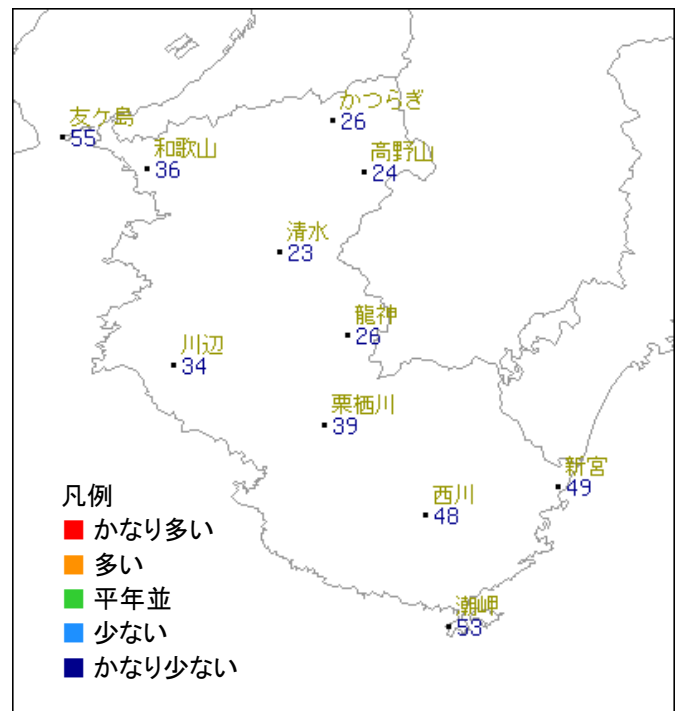 かつらぎ
26
友ケ島
55
和歌山
36
高野山
24
清水
23
龍神
26
川辺
34
栗栖川
39
新宮
49
西川
48
潮岬
53
凡例
かなり多い
多い
平年並
少ない
かなり少ない